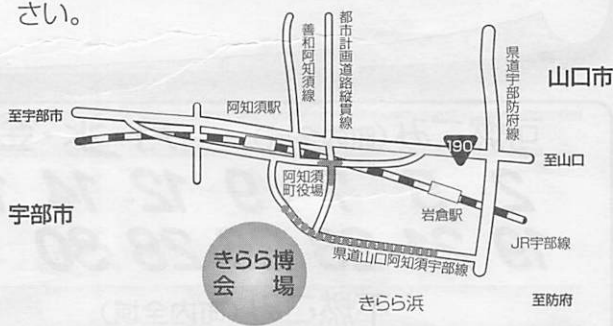 さい。
善和阿知須線
都市計画道路縦貫線
県道宇部防府線
山口市
至宇部市
阿知須駅
190
至山口
阿知須
町役場
岩倉駅
宇部市
JR宇部線
県道山口阿知須宇部線
きらら博
会場
きらら浜
至防府